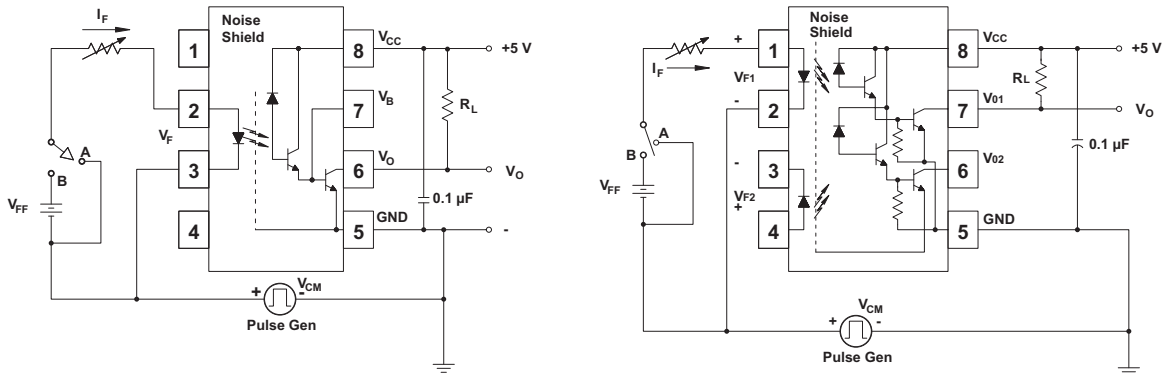 I_F
Noise
Shield
1
8
V_CC
+5 V
2
7
V_B
R_L
V_F
3
6
V_O
V_O
A
B
0.1 µF
V_FF
4
5
GND
-
+
V_CM
-
Pulse Gen
Noise
Shield
+
1
8
V_CC
+5 V
I_F
V_F1
R_L
-
2
7
V_01
V_O
A
B
-
3
6
V_02
0.1 µF
V_FF
V_F2
+
4
5
GND
V_CM
+
-
Pulse Gen